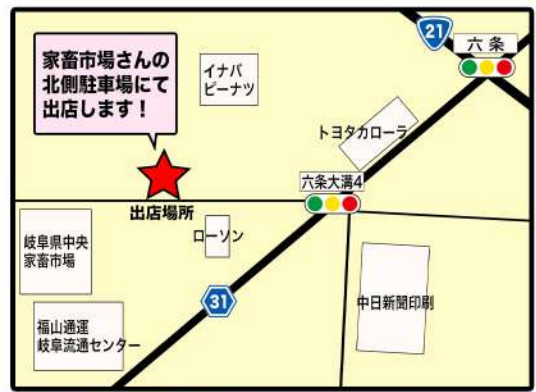 家畜市場さんの
北側駐車場にて
出店します！
イナバ
ピーナツ
21
六条
トヨタカローラ
六条大溝4
出店場所
ローソン
岐阜県中央
家畜市場
31
中日新聞印刷
福山通運
岐阜流通センター